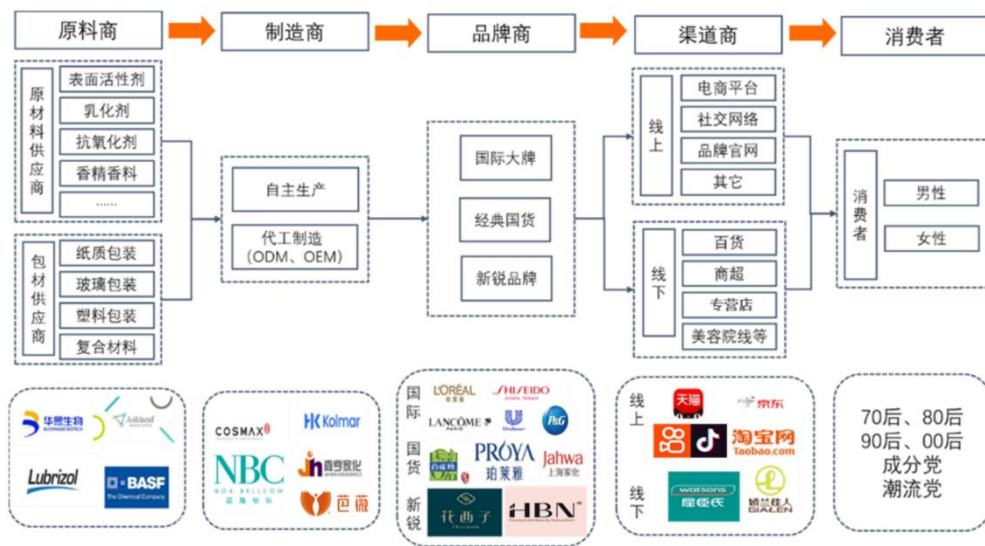 原料商
制造商
品牌商
渠道商
消费者
原材料供应商
表面活性剂
乳化剂
抗氧化剂
香精香料
......
包材供应商
纸质包装
玻璃包装
塑料包装
复合材料
自主生产
代工制造
（ODM、OEM）
国际大牌
经典国货
新锐品牌
线上
电商平台
社交网络
品牌官网
其它
线下
百货
商超
专营店
美容院线等
消费者
男性
女性
华熙生物
Ashland
Lubrizol
BASF
The Chemical Company
COSMAX
Kolmar
NBC
NOX BELLCOW
诺斯贝尔
嘉亨家化
芭薇
国际
L'ORÉAL
SHISEIDO
LANCÔME
PARIS
Unilever
P&G
国货
百雀羚
PROYA
珀莱雅
Jahwa
上海家化
新锐
花西子
HBN
线上
天猫
京东
淘宝网
Taobao.com
线下
watsons
屈臣氏
娇兰佳人
GIALEN
70后、80后
90后、00后
成分党
潮流党